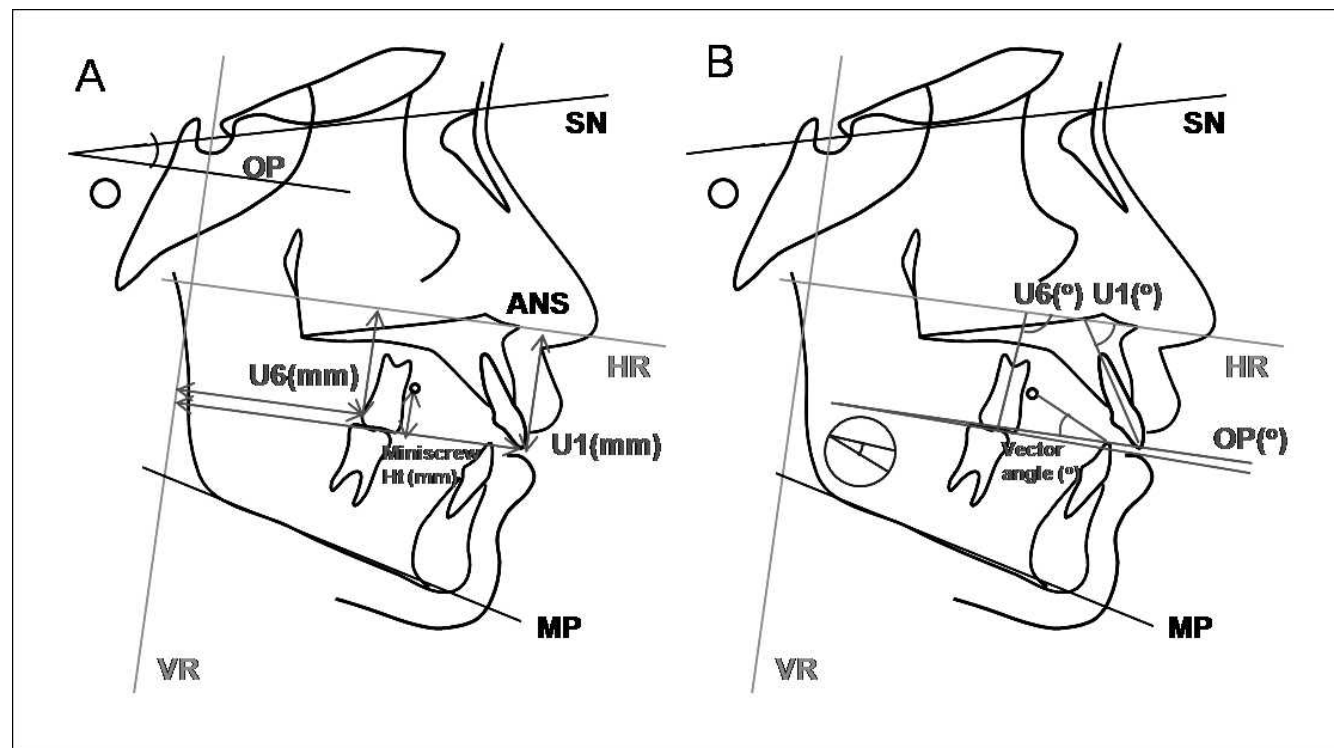 A
SN
OP
ANS
HR
U6(mm)
U1(mm)
Miniscrew
Ht (mm)
MP
VR
B
SN
U6(º) U1(º)
HR
OP(º)
Vector
angle (º)
MP
VR